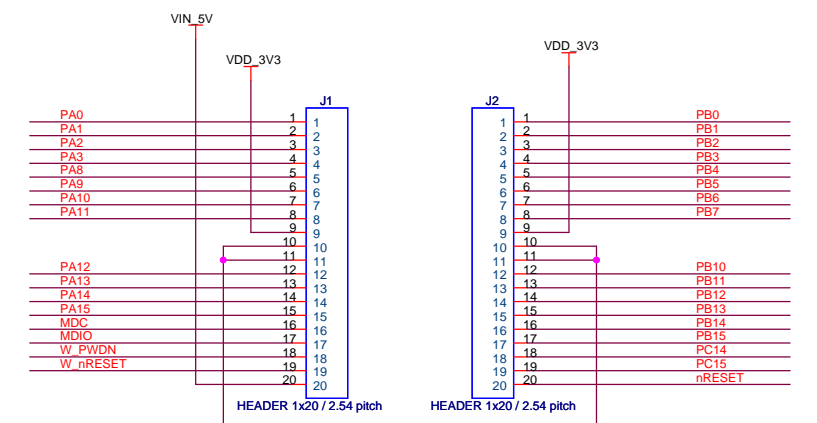 VIN_5V
VDD_3V3
VDD_3V3
J1
J2
PA0 1 1
PA1 2 2
PA2 3 3
PA3 4 4
PA8 5 5
PA9 6 6
PA10 7 7
PA11 8 8
9 9
10 10
11 11
PA12 12 12
PA13 13 13
PA14 14 14
PA15 15 15
MDC 16 16
MDIO 17 17
W_PWDN 18 18
W_nRESET 19 19
20 20
HEADER 1x20 / 2.54 pitch
1 1 PB0
2 2 PB1
3 3 PB2
4 4 PB3
5 5 PB4
6 6 PB5
7 7 PB6
8 8 PB7
9 9
10 10
11 11
12 12 PB10
13 13 PB11
14 14 PB12
15 15 PB13
16 16 PB14
17 17 PB15
18 18 PC14
19 19 PC15
20 20 nRESET
HEADER 1x20 / 2.54 pitch